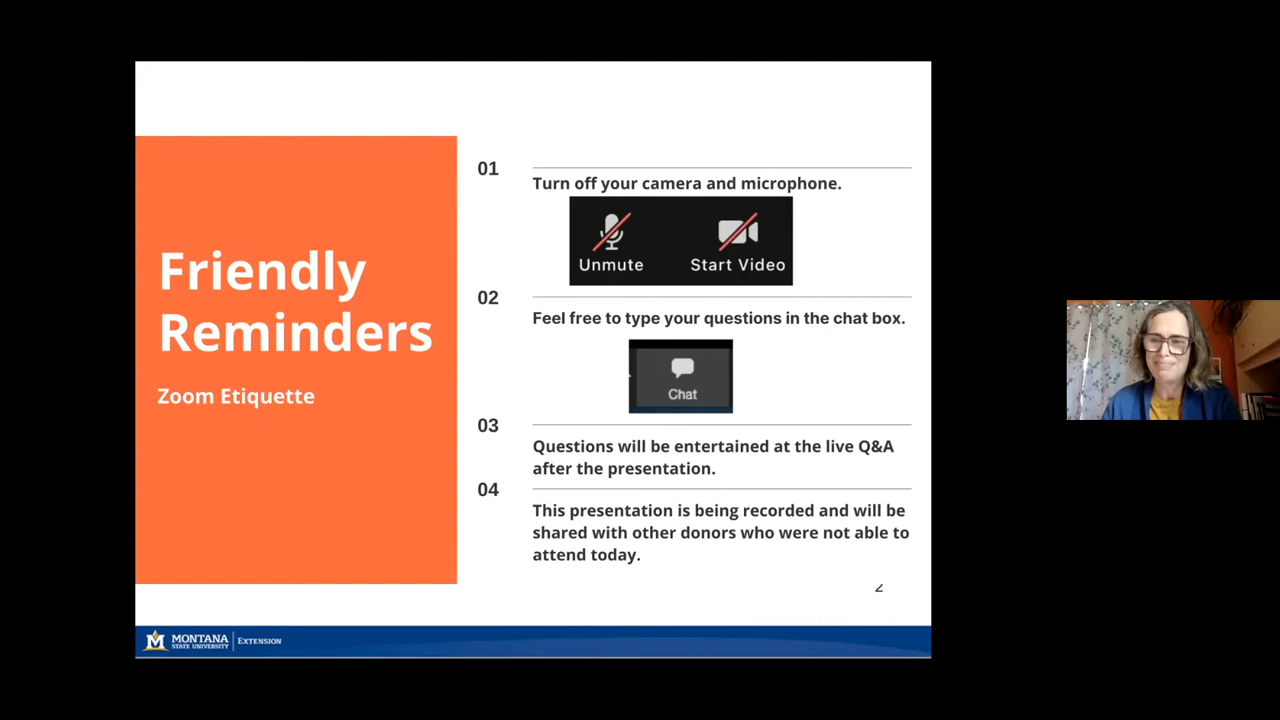 Friendly
Reminders
Zoom Etiquette
01
Turn off your camera and microphone.
Unmute
Start Video
02
Feel free to type your questions in the chat box.
Chat
03
Questions will be entertained at the live Q&A
after the presentation.
04
This presentation is being recorded and will be
shared with other donors who were not able to
attend today.
2
M MONTANA
STATE UNIVERSITY
EXTENSION